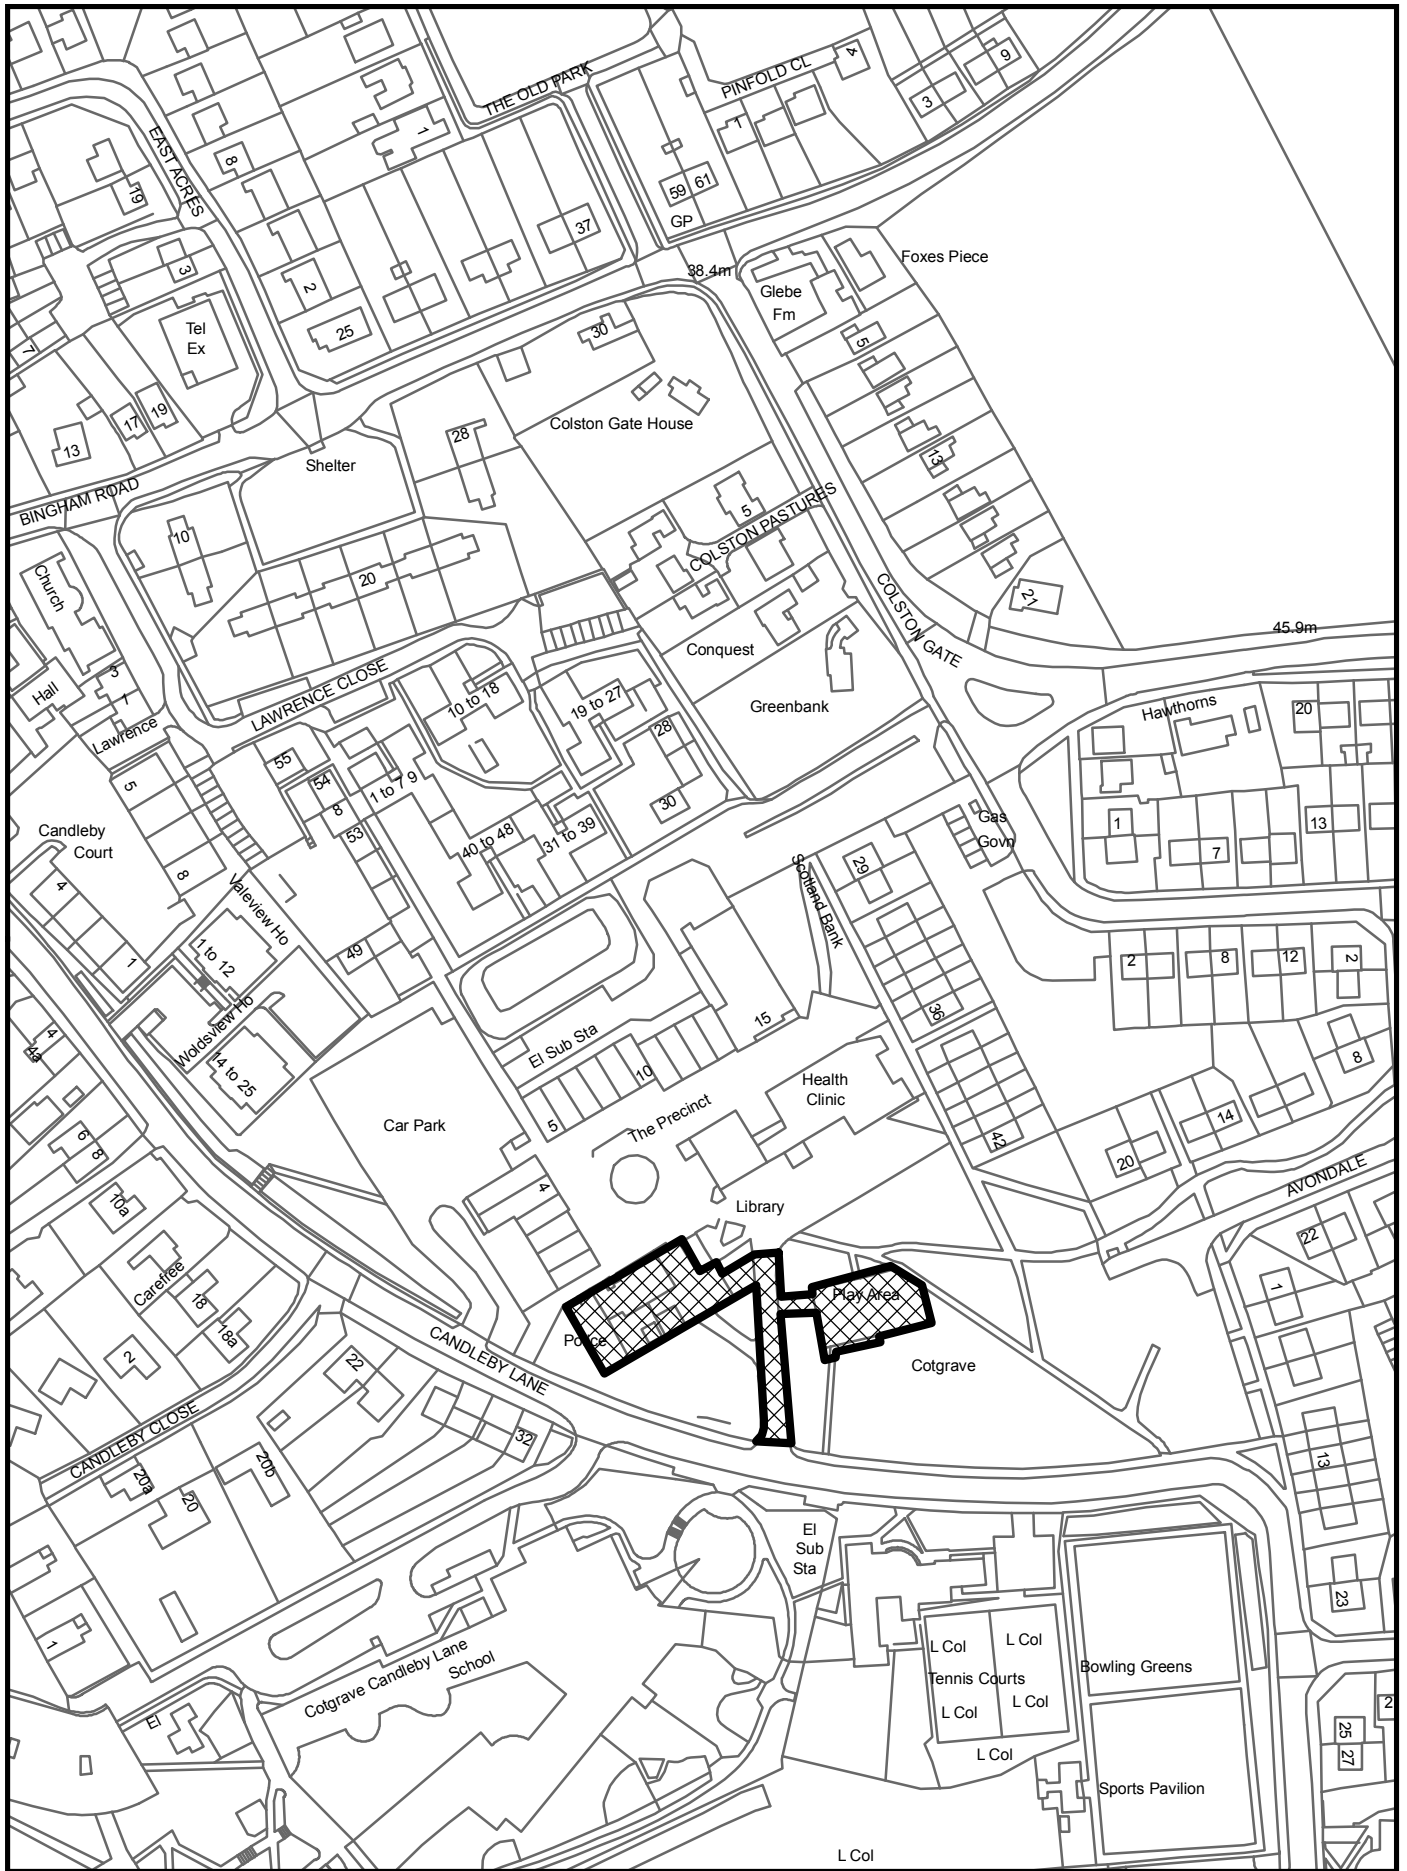 THE OLD PARK
PINFOLD CL
4
9
3
1
1
EAST ACRES
8
19
59
61
GP
37
3
2
38.4m
Foxes Piece
Glebe
Fm
Tel
Ex
25
30
5
7
19
17
13
28
Colston Gate House
13
Shelter
BINGHAM ROAD
5
COLSTON PASTURES
10
20
Church
COLSTON GATE
21
45.9m
Conquest
3
1
Hall
Lawrence
LAWRENCE CLOSE
10 to 18
19 to 27
28
Greenbank
Hawthorns
20
55
54
8
53
1 to 7 9
5
8
40 to 48
31 to 39
30
Gas
Govn
1
7
13
Candleby
Court
4
1
Valeview Ho
1 to 12
49
Scotland Bank
29
36
2
8
12
2
Woldsview Ho
14 to 25
4
4a
El Sub Sta
15
10
5
8
Health
Clinic
The Precinct
Car Park
42
14
20
6
8
10a
4
Library
AVONDALE
22
1
Carefree
18
18a
2
Play Area
Police
Cotgrave
CANDLEBY LANE
22
32
CANDLEBY CLOSE
20a
20
20b
13
El
Sub
Sta
23
1
L Col
L Col
Tennis Courts
L Col
L Col
Bowling Greens
Cotgrave Candleby Lane
School
El
L Col
2
25
27
Sports Pavilion
L Col